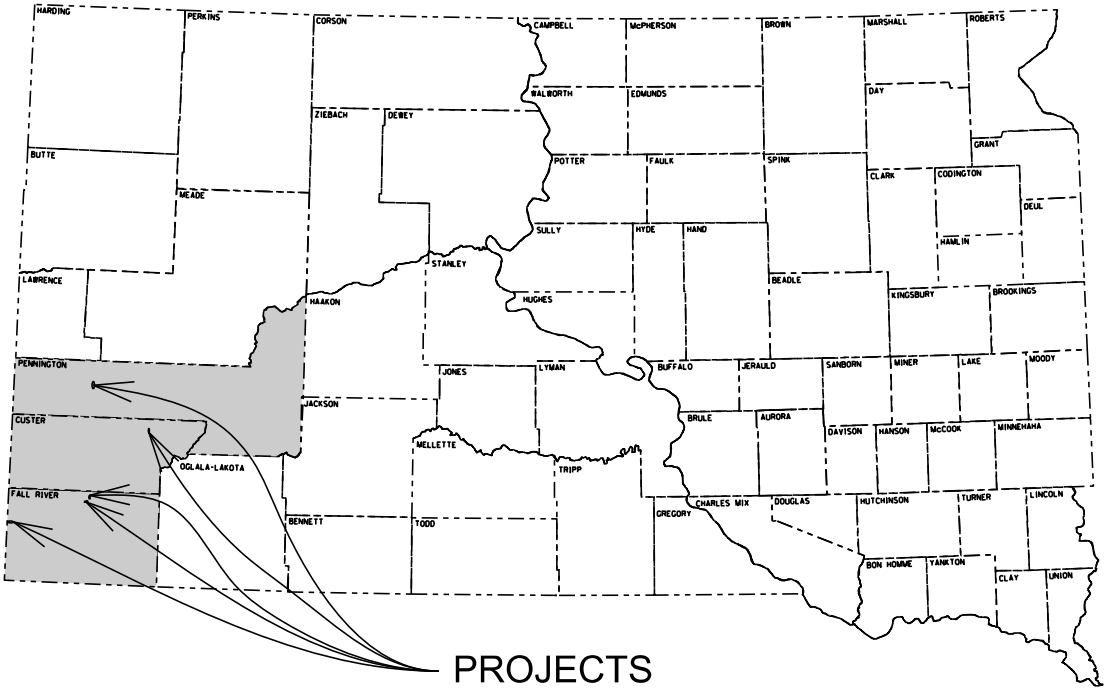 HARDING
PERKINS
CORSON
CAMPBELL
McPHERSON
BROWN
MARSHALL
ROBERTS
WALWORTH
EDMUNDS
DAY
ZIEBACH
DEWEY
GRANT
BUTTE
POTTER
FAULK
SPINK
CLARK
CODINGTON
MEADE
DEUL
SULLY
HYDE
HAND
HAMLIN
STANLEY
LAWRENCE
BEADLE
HAAKON
HUGHES
KINGSBURY
BROOKINGS
PENNINGTON
JONES
LYMAN
BUFFALO
JERAULD
SANBORN
MINER
LAKE
MOODY
JACKSON
CUSTER
BRULE
AURORA
DAVISON
HANSON
McCOOK
MINNEHAHA
MELLETTE
OGLALA-LAKOTA
TRIPP
FALL RIVER
CHARLES MIX
DOUGLAS
HUTCHINSON
TURNER
LINCOLN
GREGORY
BENNETT
TODD
BON HOMME
YANKTON
CLAY
UNION
PROJECTS